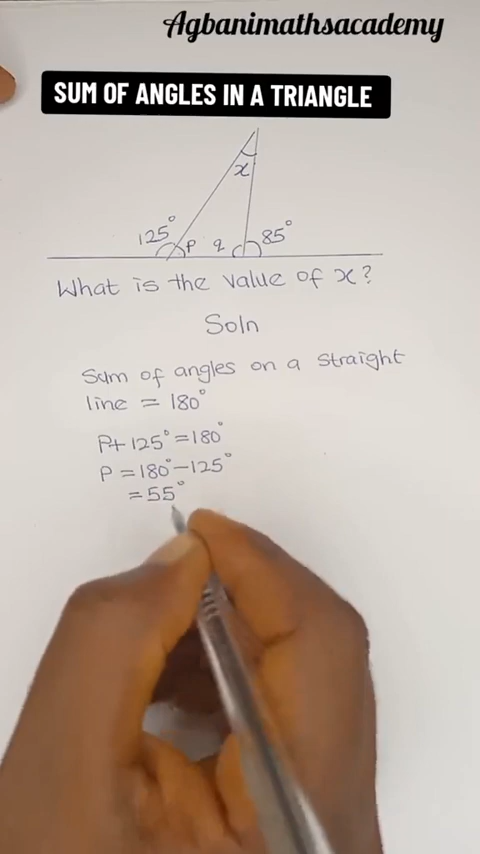 Agbanimathsacademy
SUM OF ANGLES IN A TRIANGLE
x
125° p q 85°
What is the value of x?
Soln
Sum of angles on a straight
line = 180°
P+125°=180°
P=180°-125°
=55°